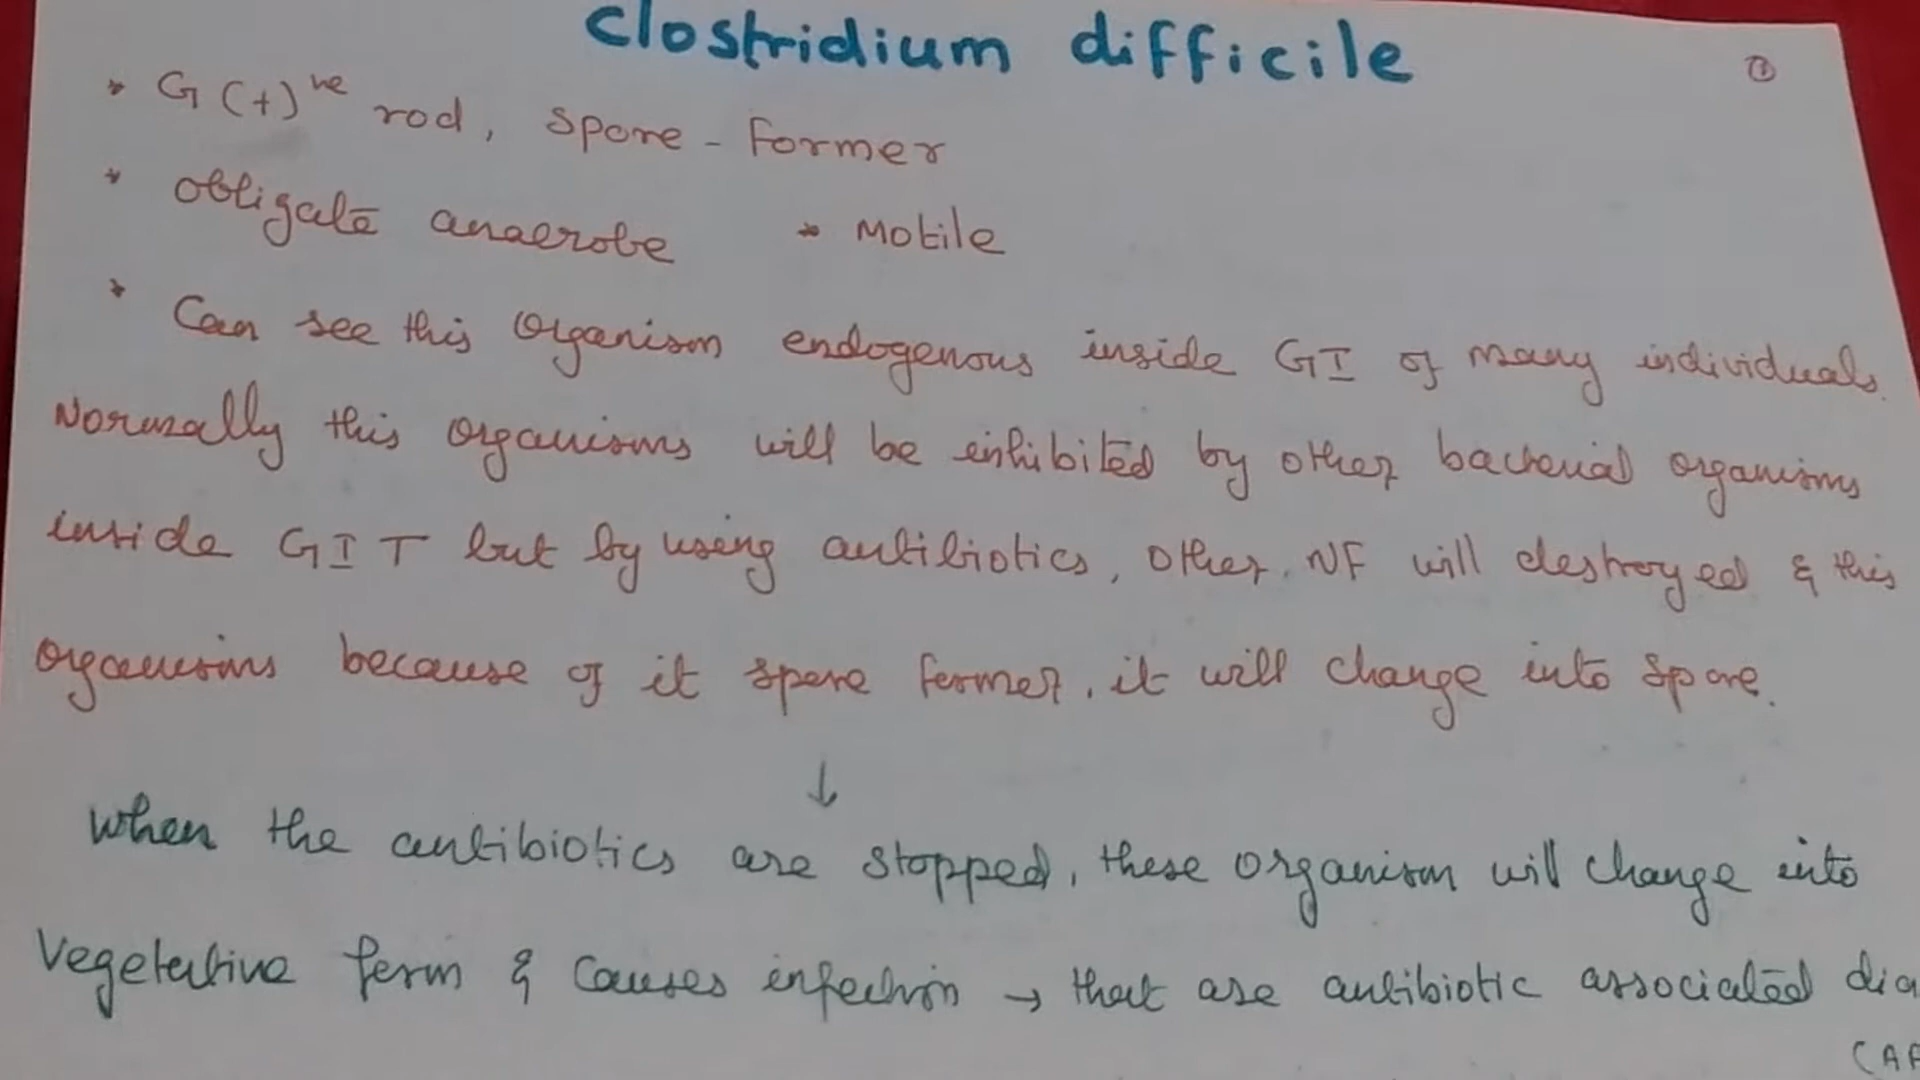 Clostridium difficile
* G (+)ve rod, spore - former
* obligate anaerobe * Motile
* Can see this organism endogenous inside GI of many individuals.
Normally this organisms will be inhibited by other bacterial organisms
inside GIT but by using antibiotics, other NF will destroyed & this
organisms because of it spore former, it will change into spore.
↓
When the antibiotics are stopped, these organism will change into
Vegetative form & causes infection → that are antibiotic associated dia
(AA